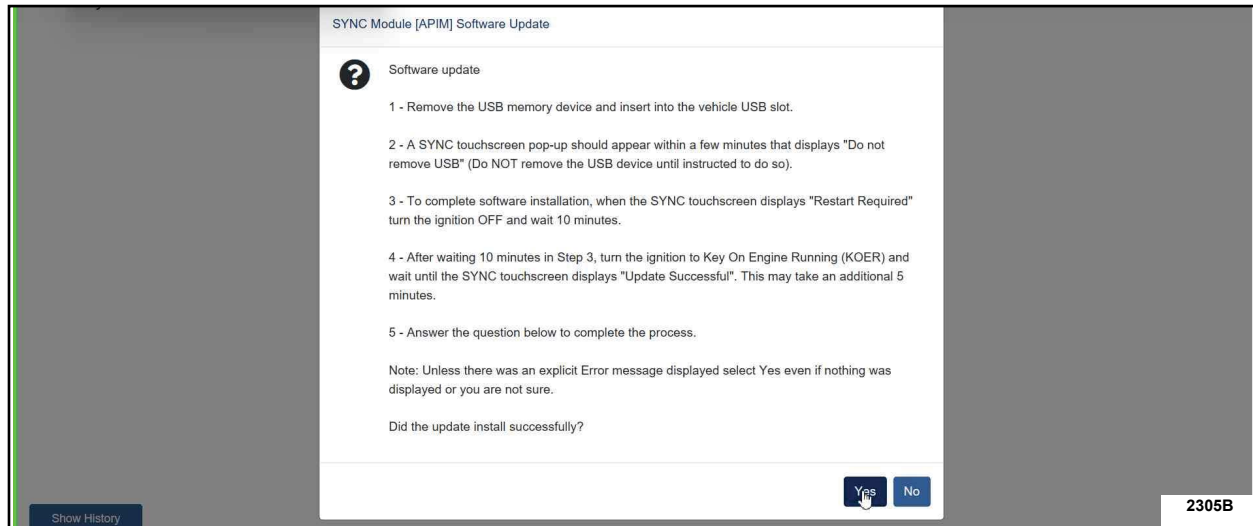 SYNC Module [APIM] Software Update
Software update
1 - Remove the USB memory device and insert into the vehicle USB slot.
2 - A SYNC touchscreen pop-up should appear within a few minutes that displays "Do not
remove USB" (Do NOT remove the USB device until instructed to do so).
3 - To complete software installation, when the SYNC touchscreen displays "Restart Required"
turn the ignition OFF and wait 10 minutes.
4 - After waiting 10 minutes in Step 3, turn the ignition to Key On Engine Running (KOER) and
wait until the SYNC touchscreen displays "Update Successful". This may take an additional 5
minutes.
5 - Answer the question below to complete the process.
Note: Unless there was an explicit Error message displayed select Yes even if nothing was
displayed or you are not sure.
Did the update install successfully?
Yes No
Show History
2305B